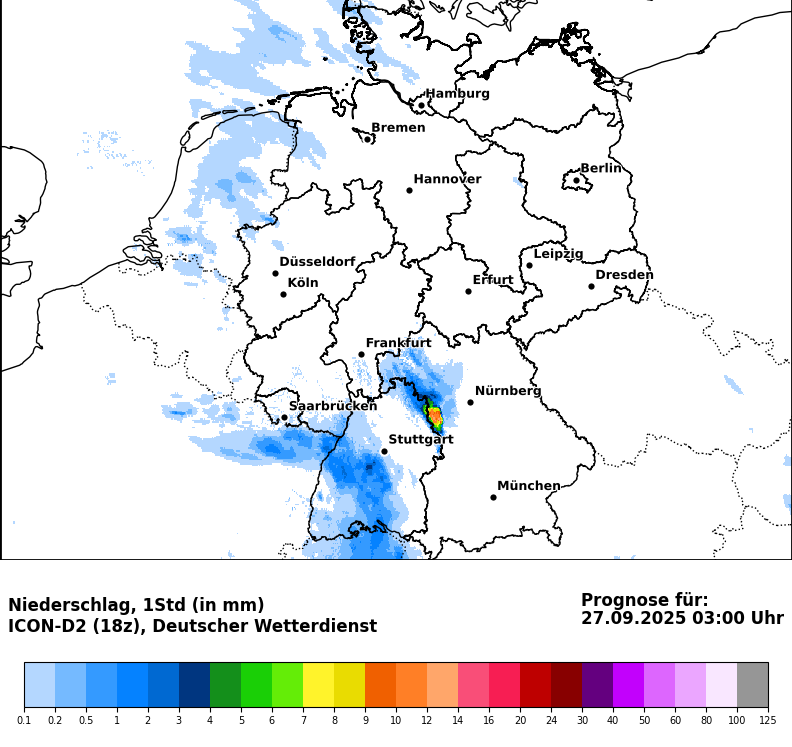 Hamburg
Bremen
Berlin
Hannover
Leipzig
Düsseldorf
Dresden
Köln
Erfurt
Frankfurt
Nürnberg
Saarbrücken
Stuttgart
München
Niederschlag, 1Std (in mm)
ICON-D2 (18z), Deutscher Wetterdienst
Prognose für:
27.09.2025 03:00 Uhr
0.1 0.2 0.5 1 2 3 4 5 6 7 8 9 10 12 14 16 20 24 30 40 50 60 80 100 125